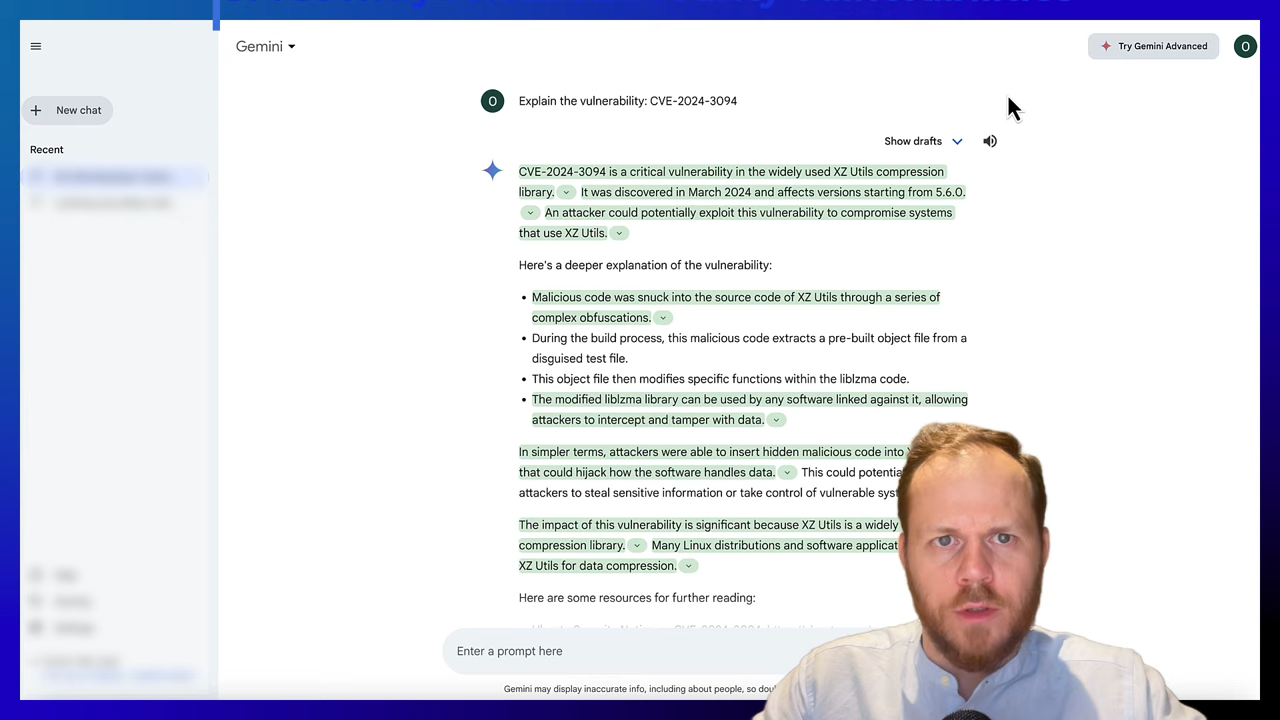 Gemini
Try Gemini Advanced
O
New chat
Recent
O
Explain the vulnerability: CVE-2024-3094
Show drafts
CVE-2024-3094 is a critical vulnerability in the widely used XZ Utils compression
library. It was discovered in March 2024 and affects versions starting from 5.6.0.
An attacker could potentially exploit this vulnerability to compromise systems
that use XZ Utils.
Here's a deeper explanation of the vulnerability:
• Malicious code was snuck into the source code of XZ Utils through a series of
complex obfuscations.
• During the build process, this malicious code extracts a pre-built object file from a
disguised test file.
• This object file then modifies specific functions within the liblzma code.
• The modified liblzma library can be used by any software linked against it, allowing
attackers to intercept and tamper with data.
In simpler terms, attackers were able to insert hidden malicious code into
that could hijack how the software handles data. This could
attackers to steal sensitive information or take control of vulnerable
The impact of this vulnerability is significant because XZ Utils is a widely
compression library. Many Linux distributions and software
XZ Utils for data compression.
Here are some resources for further reading:
Enter a prompt here
Gemini may display inaccurate info, including about people, so